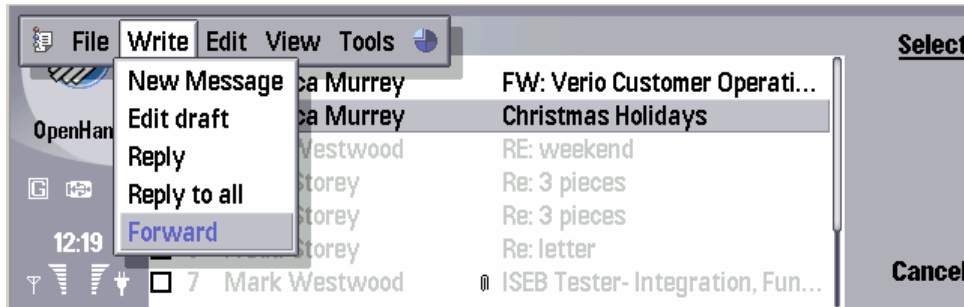 File Write Edit View Tools
Select
New Message
Edit draft
Reply
Reply to all
Forward
OpenHan
G
12:19
ca Murrey FW: Verio Customer Operati...
ca Murrey Christmas Holidays
Westwood RE: weekend
Storey Re: 3 pieces
Storey Re: 3 pieces
Storey Re: letter
7 Mark Westwood ISEB Tester- Integration, Fun...
Cancel